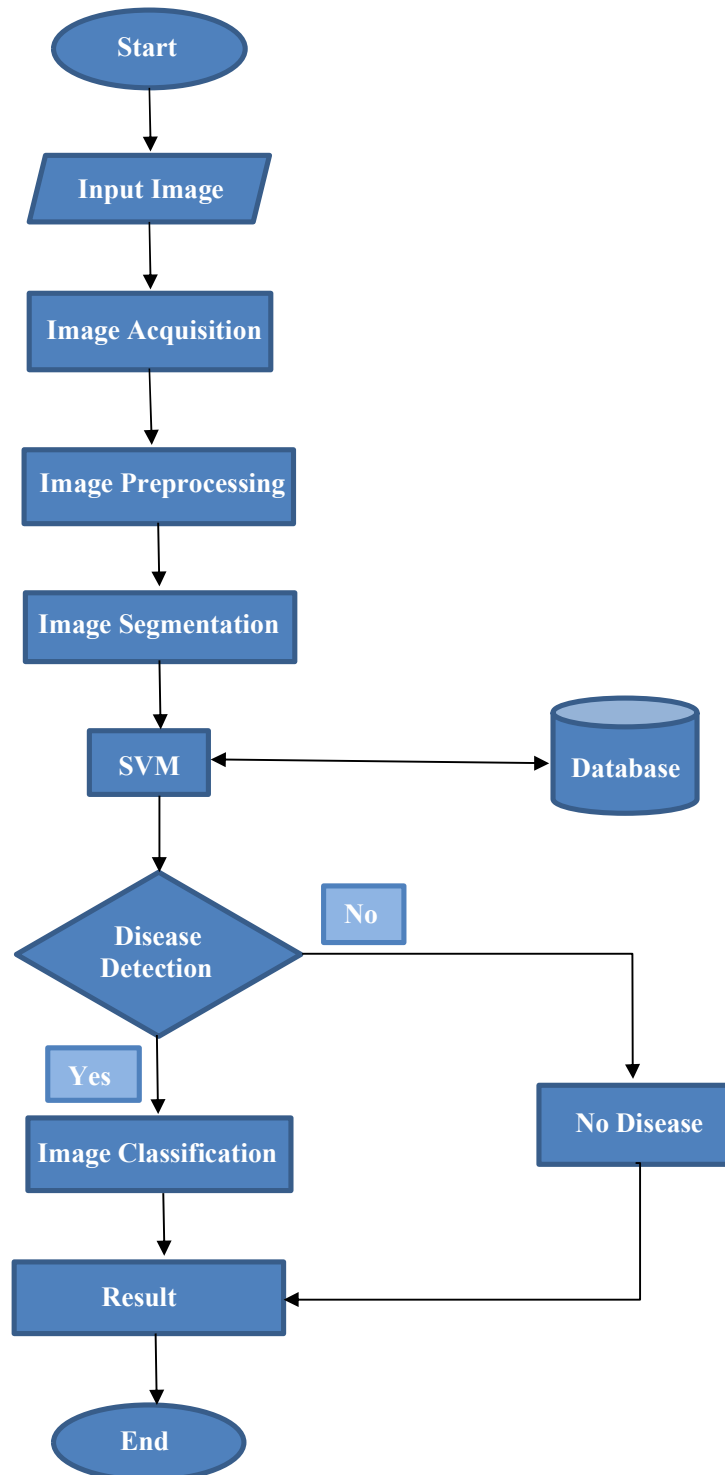 Start
Input Image
Image Acquisition
Image Preprocessing
Image Segmentation
SVM
Database
Disease
Detection
No
Yes
No Disease
Image Classification
Result
End